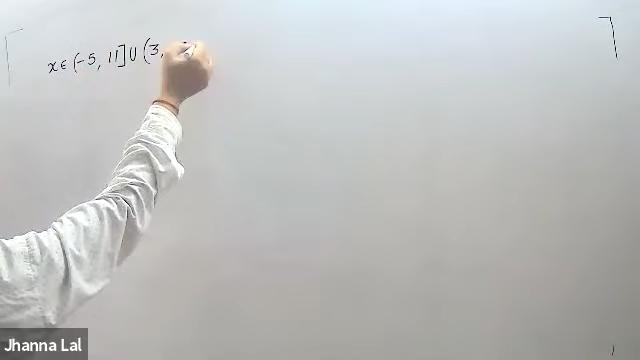 x ∈ (-5, 11] ∪ (3,
Jhanna Lal